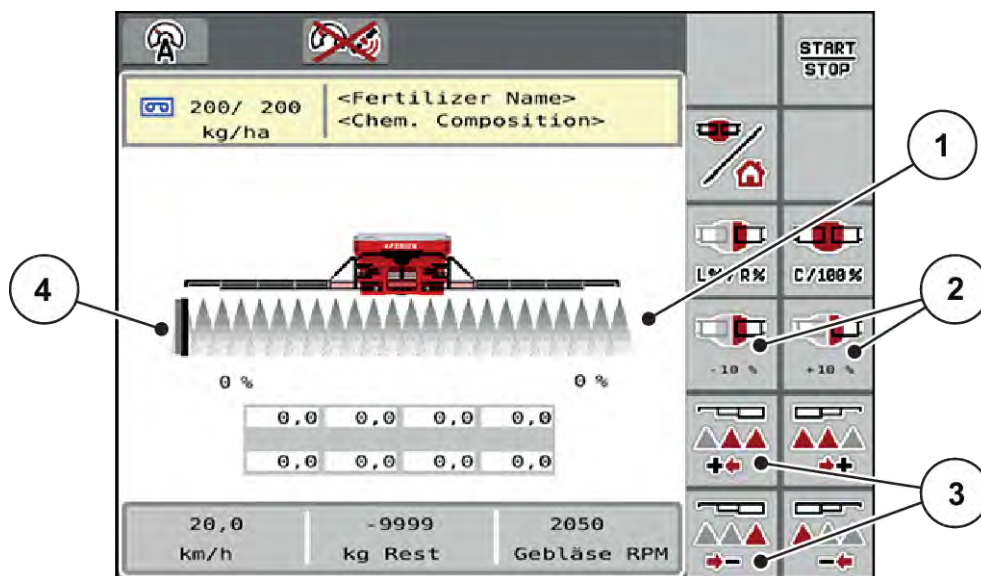 A
START
STOP
200/ 200
kg/ha
<Fertilizer Name>
<Chem. Composition>
1
L%/R%
C/100%
4
2
-10 %
+10 %
0 %
0 %
0,0 0,0 0,0 0,0
0,0 0,0 0,0 0,0
3
20,0
km/h
-9999
kg Rest
2050
Gebläse RPM